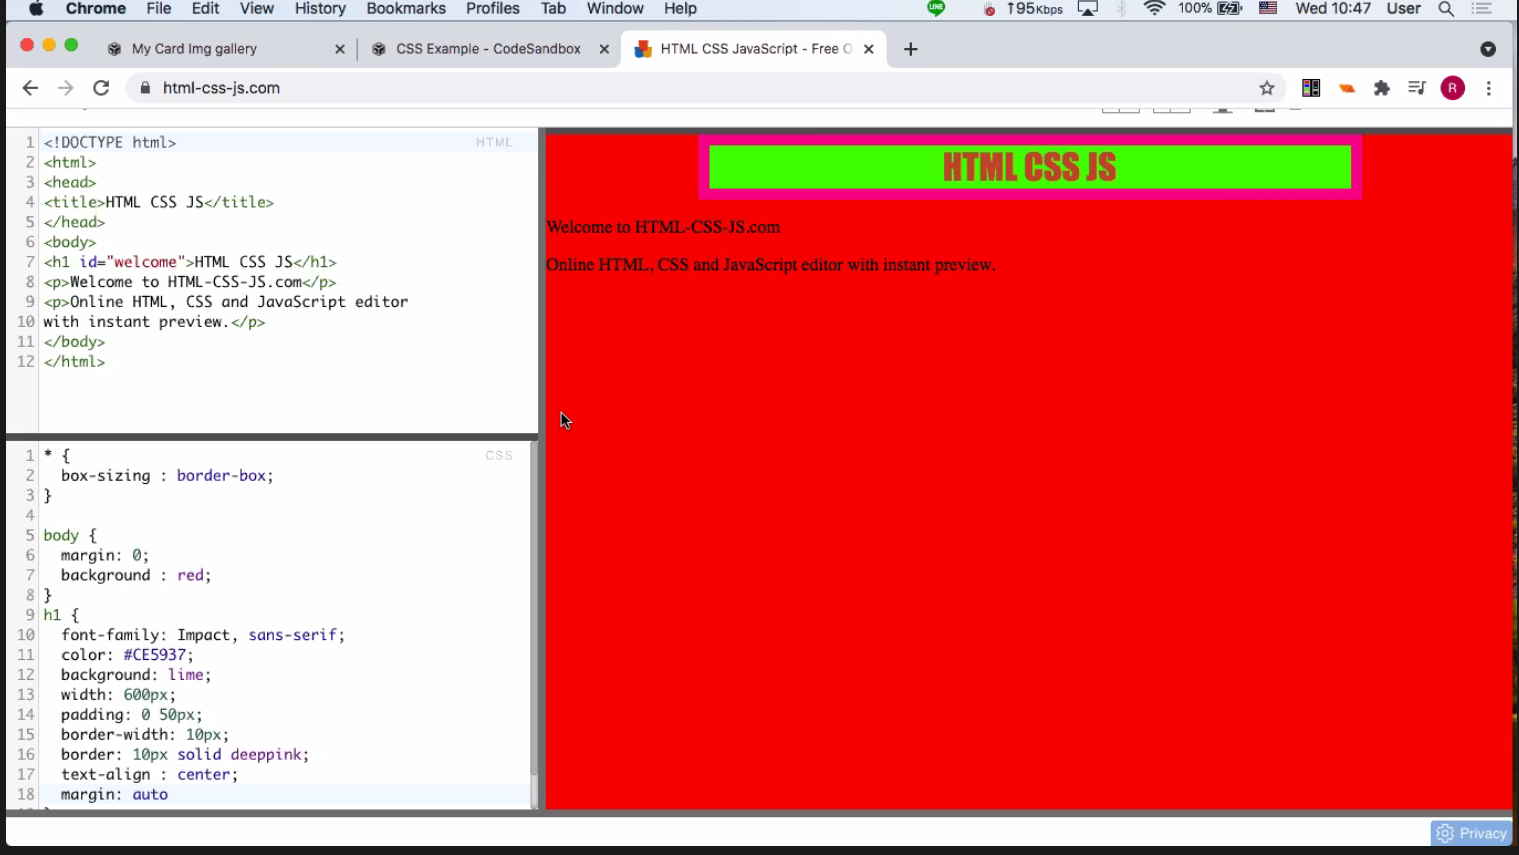 Chrome File Edit View History Bookmarks Profiles Tab Window Help LINE ↑95Kbps 100% Wed 10:47 User
My Card Img gallery CSS Example - CodeSandbox HTML CSS JavaScript - Free O
html-css-js.com R
HTML
1 <!DOCTYPE html>
2 <html>
3 <head>
4 <title>HTML CSS JS</title>
5 </head>
6 <body>
7 <h1 id="welcome">HTML CSS JS</h1>
8 <p>Welcome to HTML-CSS-JS.com</p>
9 <p>Online HTML, CSS and JavaScript editor
10 with instant preview.</p>
11 </body>
12 </html>
CSS
1 * {
2 box-sizing : border-box;
3 }
4
5 body {
6 margin: 0;
7 background : red;
8 }
9 h1 {
10 font-family: Impact, sans-serif;
11 color: #CE5937;
12 background: lime;
13 width: 600px;
14 padding: 0 50px;
15 border-width: 10px;
16 border: 10px solid deeppink;
17 text-align : center;
18 margin: auto
HTML CSS JS
Welcome to HTML-CSS-JS.com
Online HTML, CSS and JavaScript editor with instant preview.
Privacy